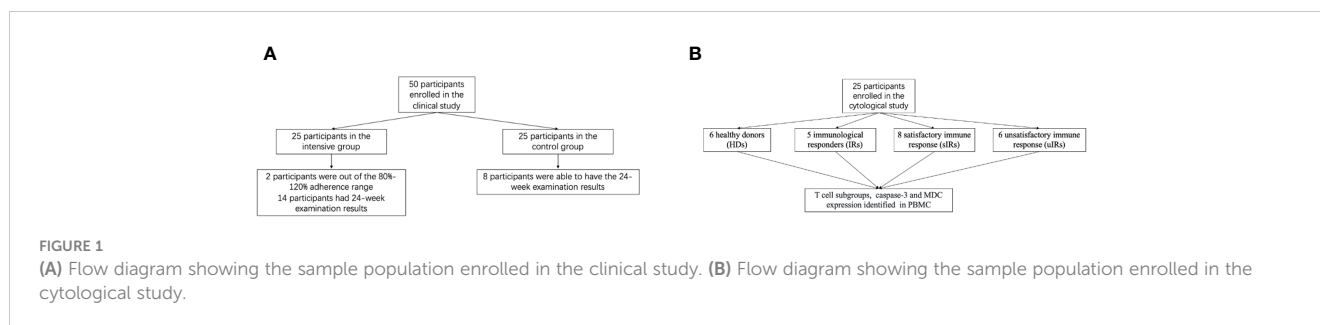 A
50 participants
enrolled in the
clinical study
25 participants in the
intensive group
25 participants in the
control group
2 participants were out of the 80%-
120% adherence range
14 participants had 24-week
examination results
8 participants were able to have the 24-
week examination results
B
25 participants
enrolled in the
cytological study
6 healthy donors
(HDs)
5 immunological
responders (IRs)
8 satisfactory immune
response (sIRs)
6 unsatisfactory immune
response (uIRs)
T cell subgroups, caspase-3 and MDC
expression identified in PBMC
FIGURE 1
(A) Flow diagram showing the sample population enrolled in the clinical study. (B) Flow diagram showing the sample population enrolled in the
cytological study.